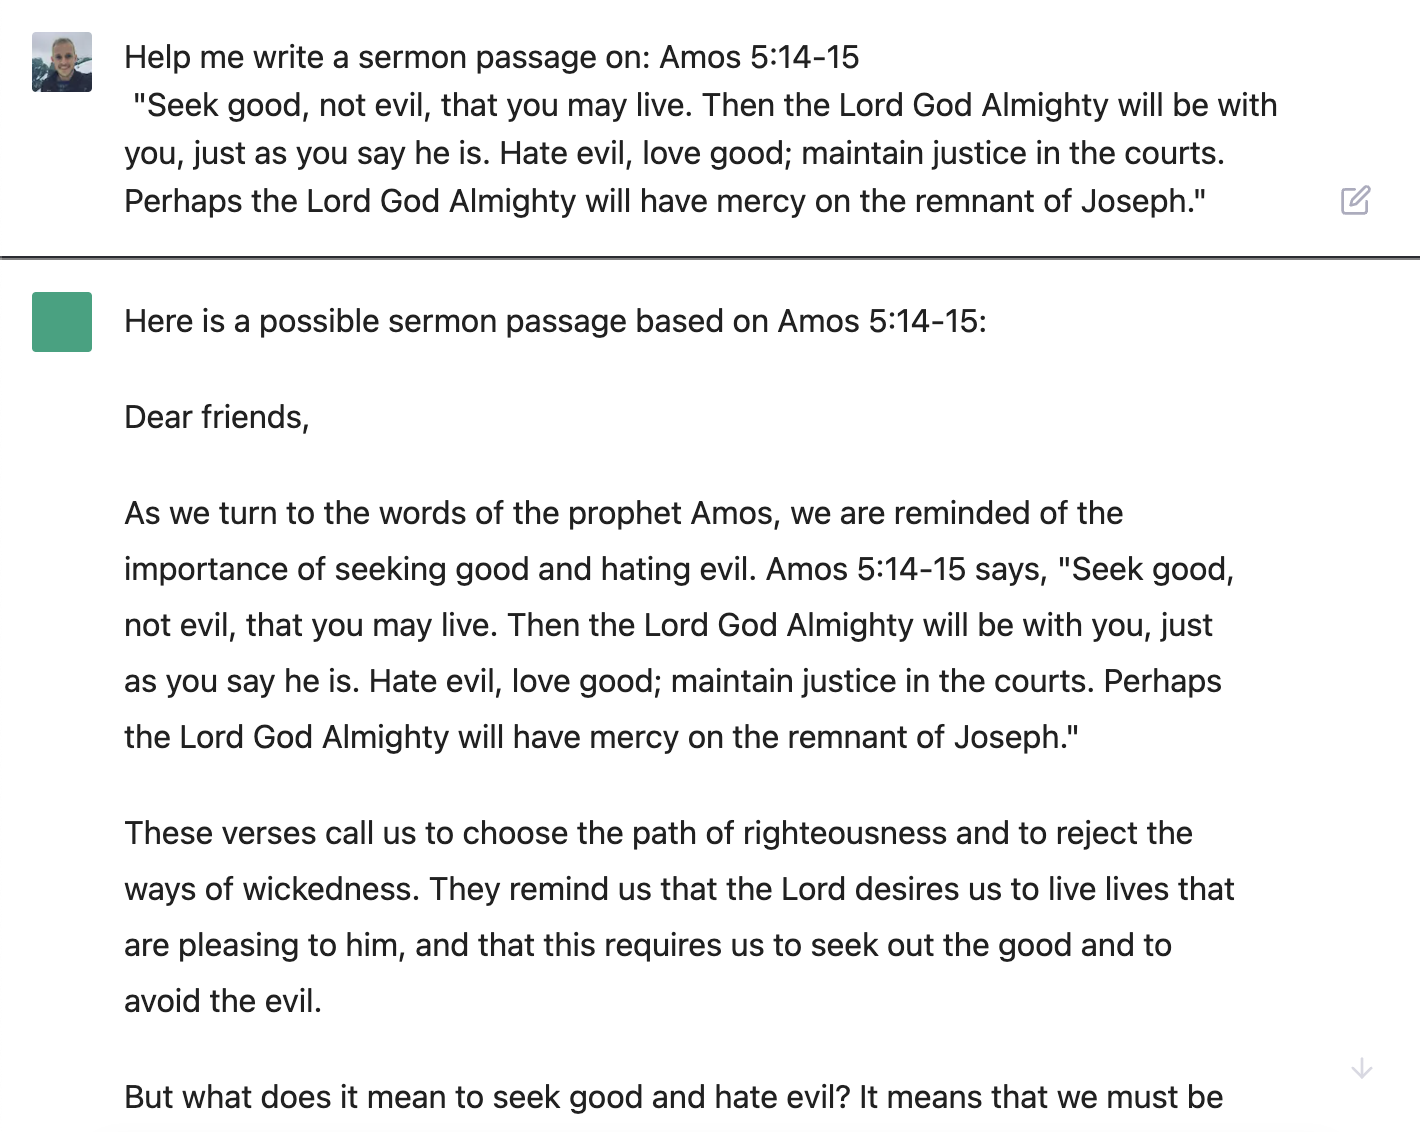 Help me write a sermon passage on: Amos 5:14-15
"Seek good, not evil, that you may live. Then the Lord God Almighty will be with
you, just as you say he is. Hate evil, love good; maintain justice in the courts.
Perhaps the Lord God Almighty will have mercy on the remnant of Joseph."
Here is a possible sermon passage based on Amos 5:14-15:
Dear friends,
As we turn to the words of the prophet Amos, we are reminded of the
importance of seeking good and hating evil. Amos 5:14-15 says, "Seek good,
not evil, that you may live. Then the Lord God Almighty will be with you, just
as you say he is. Hate evil, love good; maintain justice in the courts. Perhaps
the Lord God Almighty will have mercy on the remnant of Joseph."
These verses call us to choose the path of righteousness and to reject the
ways of wickedness. They remind us that the Lord desires us to live lives that
are pleasing to him, and that this requires us to seek out the good and to
avoid the evil.
But what does it mean to seek good and hate evil? It means that we must be